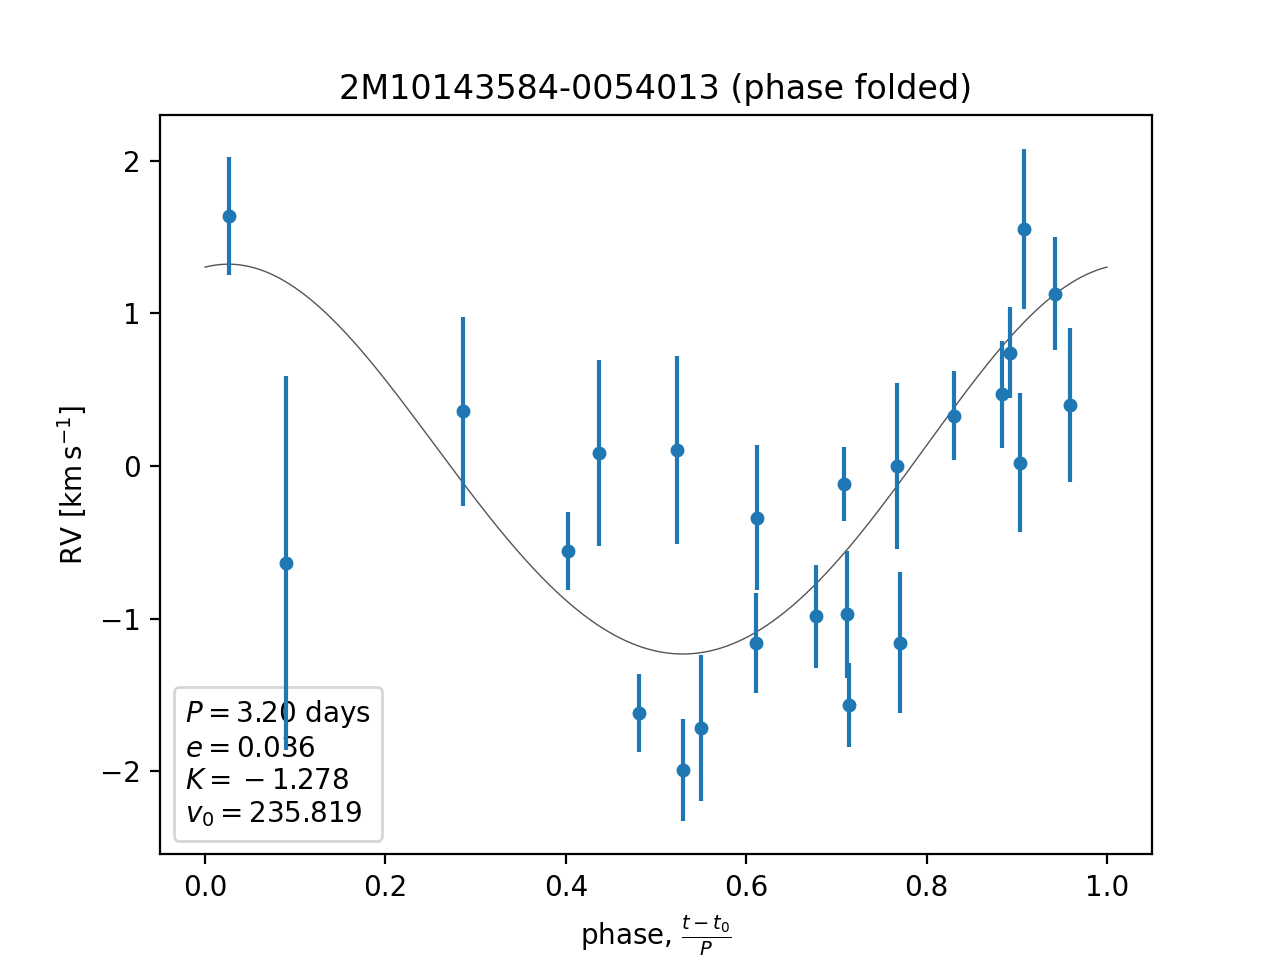 2M10143584-0054013 (phase folded)
RV [km s⁻¹]
2
1
0
−1
−2
P = 3.20 days
e = 0.036
K = −1.278
v₀ = 235.819
0.0 0.2 0.4 0.6 0.8 1.0
phase, (t − t₀)/P